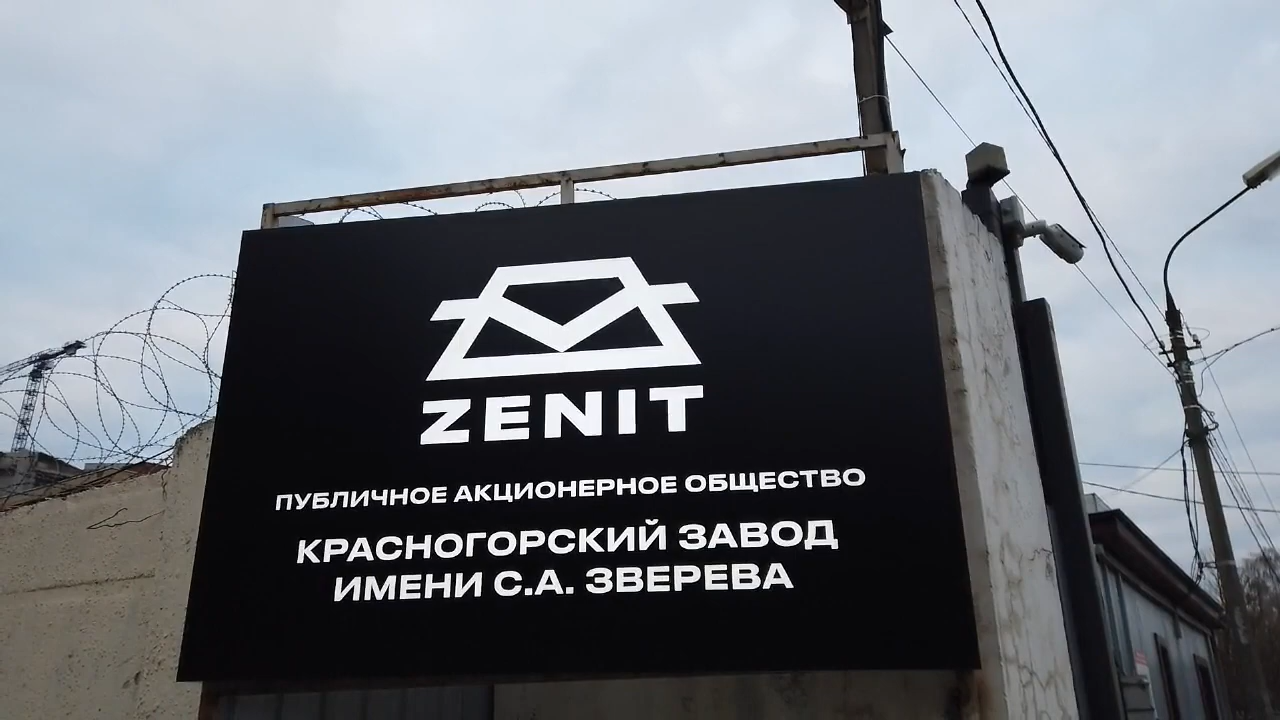 ZENIT
ПУБЛИЧНОЕ АКЦИОНЕРНОЕ ОБЩЕСТВО
КРАСНОГОРСКИЙ ЗАВОД
ИМЕНИ С.А. ЗВЕРЕВА